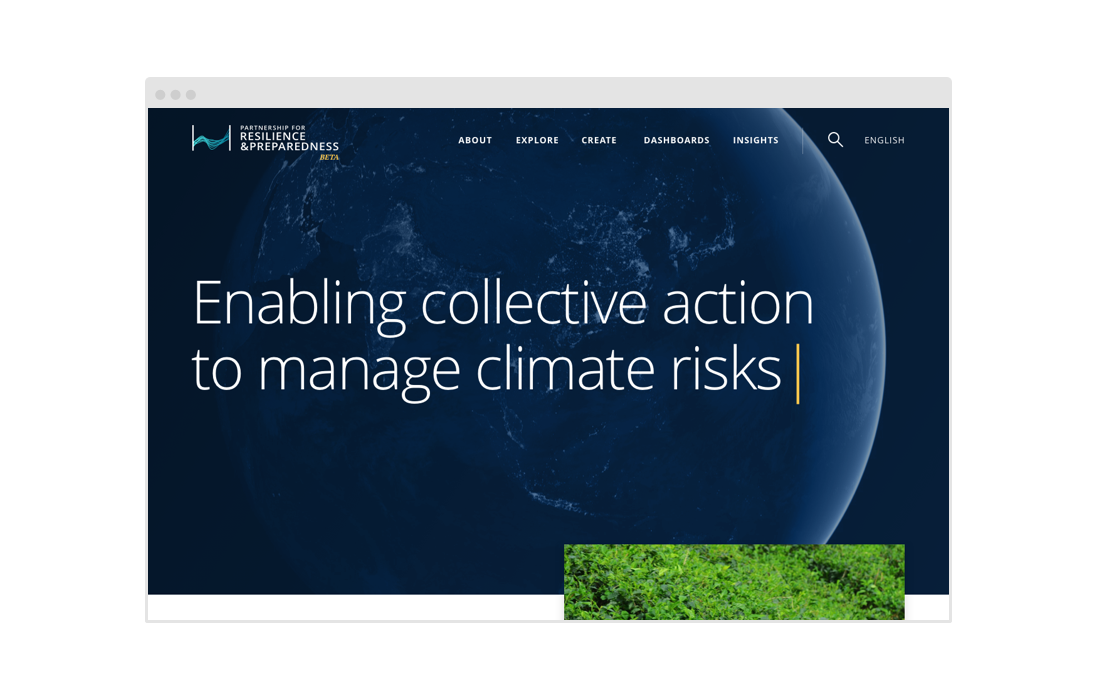 PARTNERSHIP FOR
RESILIENCE
&PREPAREDNESS
BETA
ABOUT EXPLORE CREATE DASHBOARDS INSIGHTS ENGLISH
Enabling collective action
to manage climate risks